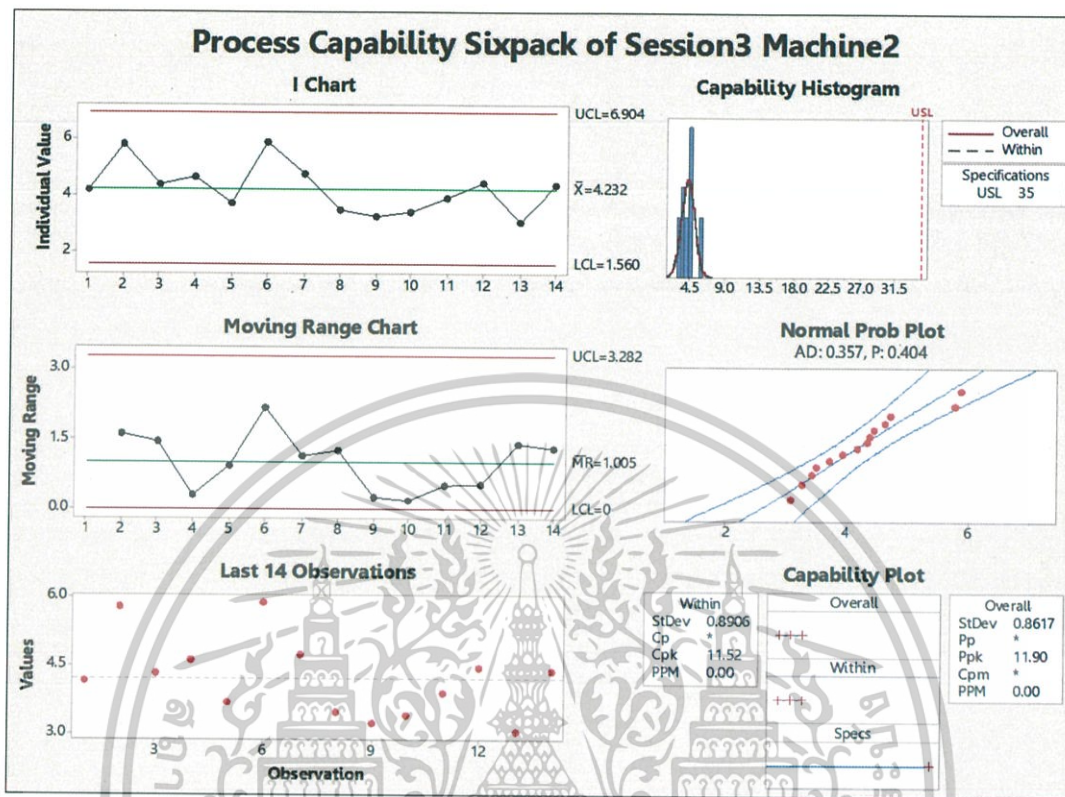 Process Capability Sixpack of Session3 Machine2
I Chart
Individual Value
6
4
2
UCL=6.904
X̄=4.232
LCL=1.560
1 2 3 4 5 6 7 8 9 10 11 12 13 14
Capability Histogram
USL
4.5 9.0 13.5 18.0 22.5 27.0 31.5
Overall
Within
Specifications
USL 35
Moving Range Chart
Moving Range
3.0
1.5
0.0
UCL=3.282
M̄R̄=1.005
LCL=0
1 2 3 4 5 6 7 8 9 10 11 12 13 14
Normal Prob Plot
AD: 0.357, P: 0.404
2 4 6
Last 14 Observations
Values
6.0
4.5
3.0
3 6 9 12
Observation
Capability Plot
Within
StDev 0.8906
Cp *
Cpk 11.52
PPM 0.00
Overall
Within
Specs
Overall
StDev 0.8617
Pp *
Ppk 11.90
Cpm *
PPM 0.00